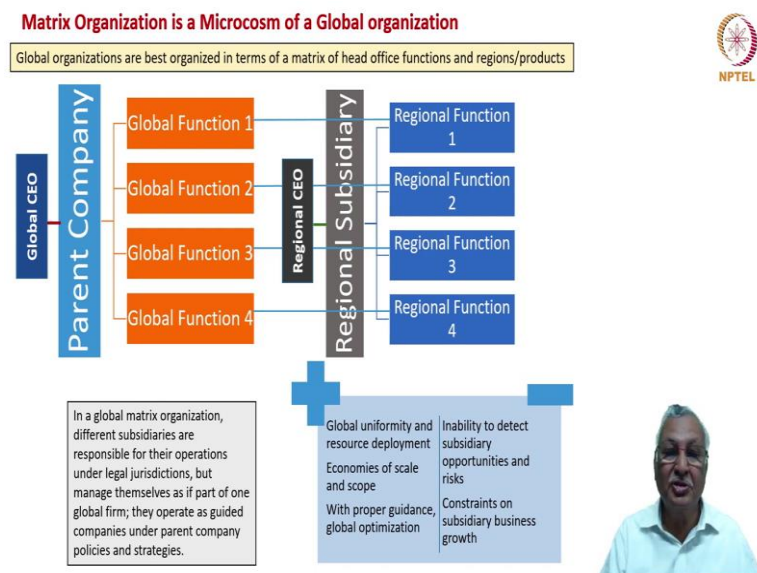 Matrix Organization is a Microcosm of a Global organization
Global organizations are best organized in terms of a matrix of head office functions and regions/products
NPTEL
Global CEO
Parent Company
Global Function 1
Global Function 2
Global Function 3
Global Function 4
Regional CEO
Regional Subsidiary
Regional Function
1
Regional Function
2
Regional Function
3
Regional Function
4
In a global matrix organization,
different subsidiaries are
responsible for their operations
under legal jurisdictions, but
manage themselves as if part of one
global firm; they operate as guided
companies under parent company
policies and strategies.
Global uniformity and
resource deployment
Economies of scale
and scope
With proper guidance,
global optimization
Inability to detect
subsidiary
opportunities and
risks
Constraints on
subsidiary business
growth